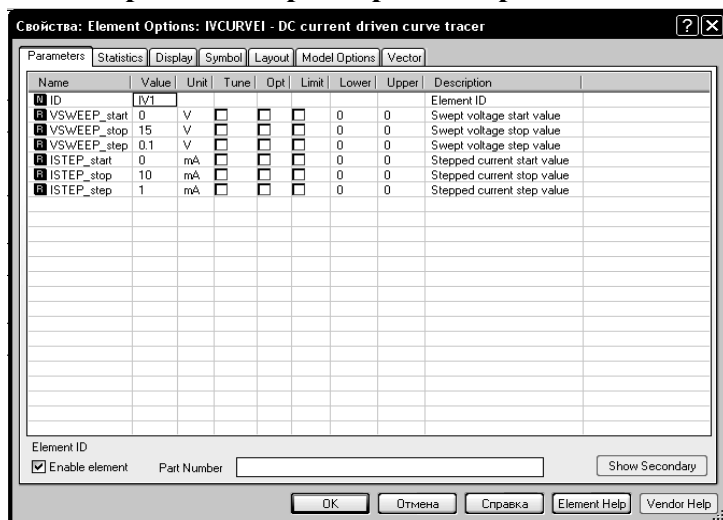 Свойства: Element Options: IVCURVEI - DC current driven curve tracer
Parameters Statistics Display Symbol Layout Model Options Vector
Name Value Unit Tune Opt Limit Lower Upper Description
N ID IV1 Element ID
R VSWEEP_start 0 V 0 0 Swept voltage start value
R VSWEEP_stop 15 V 0 0 Swept voltage stop value
R VSWEEP_step 0.1 V 0 0 Swept voltage step value
R ISTEP_start 0 mA 0 0 Stepped current start value
R ISTEP_stop 10 mA 0 0 Stepped current stop value
R ISTEP_step 1 mA 0 0 Stepped current step value
Element ID
Enable element Part Number Show Secondary
OK Отмена Справка Element Help Vendor Help